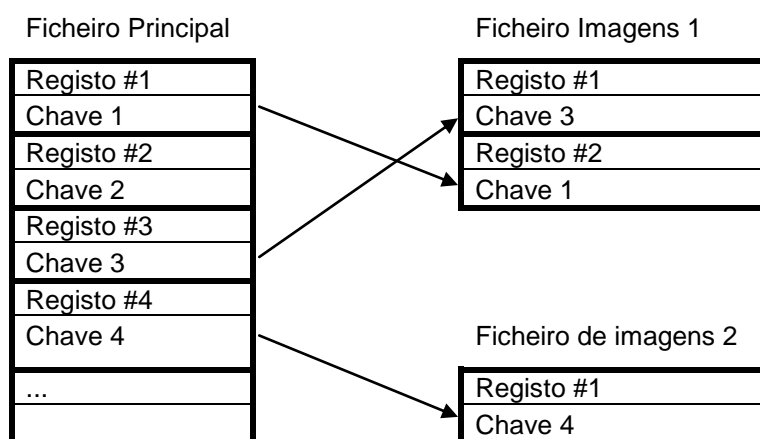 Ficheiro Principal
Registo #1
Chave 1
Registo #2
Chave 2
Registo #3
Chave 3
Registo #4
Chave 4
...
Ficheiro Imagens 1
Registo #1
Chave 3
Registo #2
Chave 1
Ficheiro de imagens 2
Registo #1
Chave 4